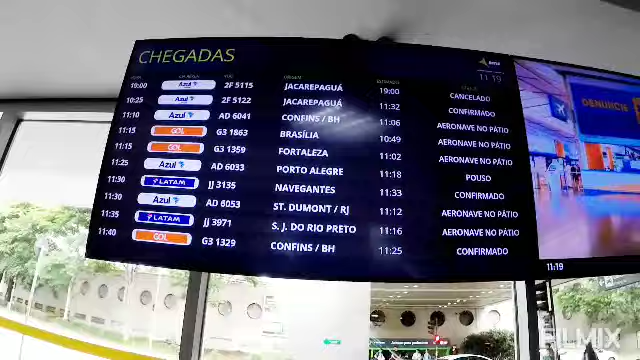 CHEGADAS
11:19
10:00 Azul 2F 5115 JACAREPAGUÁ 19:00 CANCELADO
10:25 Azul 2F 5122 JACAREPAGUÁ 11:32 CONFIRMADO
11:10 Azul AD 6041 CONFINS / BH 11:06 AERONAVE NO PÁTIO
11:15 GOL G3 1863 BRASÍLIA 10:49 AERONAVE NO PÁTIO
11:15 GOL G3 1359 FORTALEZA 11:02 AERONAVE NO PÁTIO
11:25 Azul AD 6033 PORTO ALEGRE 11:18 POUSO
11:30 LATAM JJ 3135 NAVEGANTES 11:33 CONFIRMADO
11:30 Azul AD 6053 ST. DUMONT / RJ 11:12 AERONAVE NO PÁTIO
11:35 LATAM JJ 3971 S. J. DO RIO PRETO 11:16 AERONAVE NO PÁTIO
11:40 GOL G3 1329 CONFINS / BH 11:25 CONFIRMADO
DENUNCIE
11:19
FILMIX